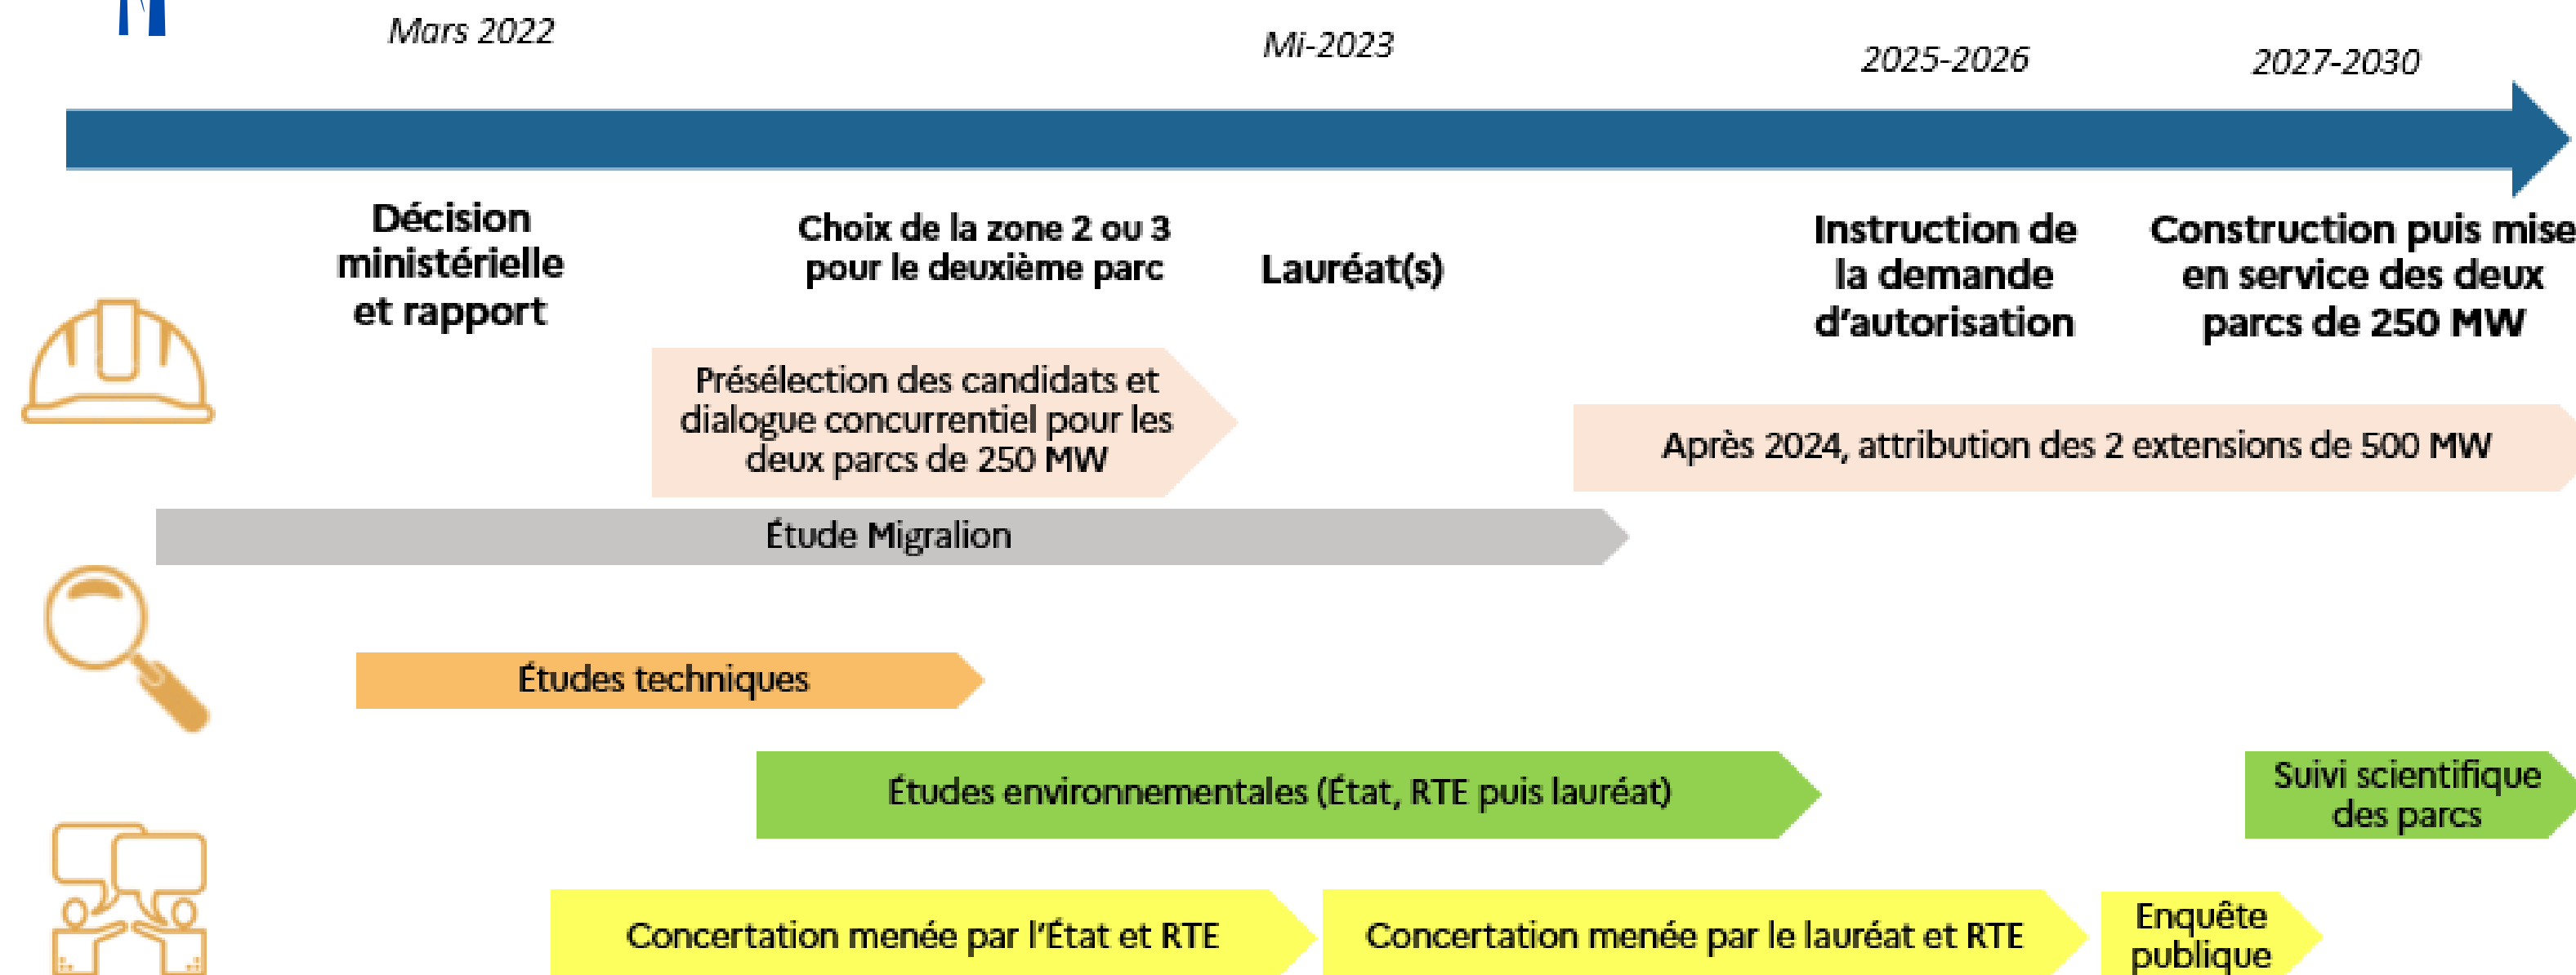 Mars 2022
Mi-2023
2025-2026
2027-2030
Décision
ministérielle
et rapport
Choix de la zone 2 ou 3
pour le deuxième parc
Lauréat(s)
Instruction de
la demande
d'autorisation
Construction puis mise
en service des deux
parcs de 250 MW
Présélection des candidats et
dialogue concurrentiel pour les
deux parcs de 250 MW
Après 2024, attribution des 2 extensions de 500 MW
Étude Migralion
Études techniques
Études environnementales (État, RTE puis lauréat)
Suivi scientifique
des parcs
Concertation menée par l'État et RTE
Concertation menée par le lauréat et RTE
Enquête
publique